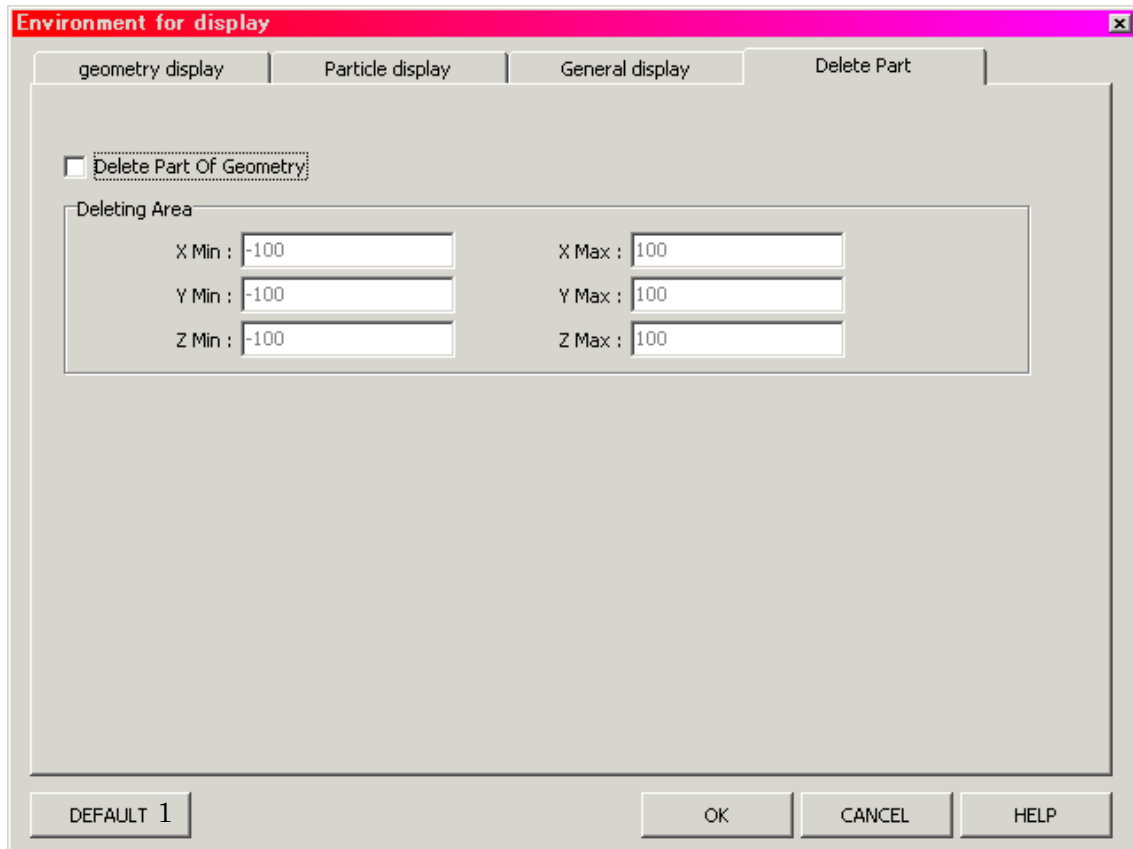 Environment for display
geometry display Particle display General display Delete Part
Delete Part Of Geometry
Deleting Area
X Min : -100 X Max : 100
Y Min : -100 Y Max : 100
Z Min : -100 Z Max : 100
DEFAULT 1 OK CANCEL HELP